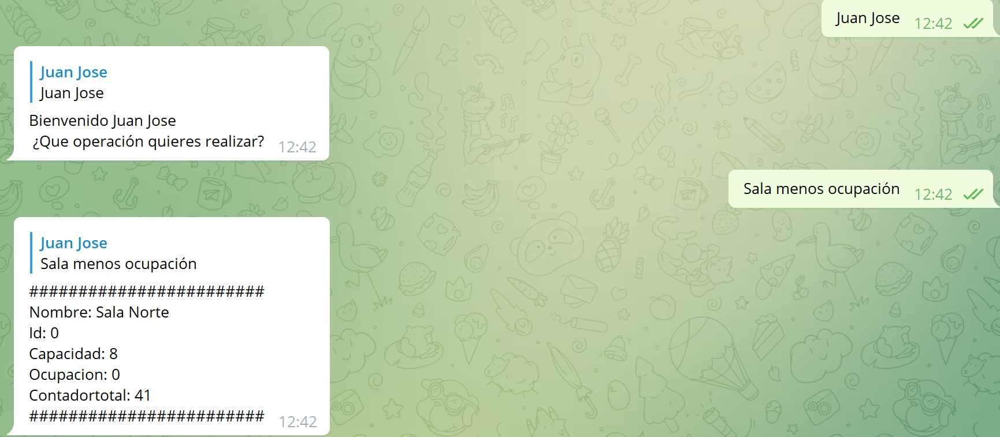 Juan Jose 12:42
Juan Jose
Juan Jose
Bienvenido Juan Jose
¿Que operación quieres realizar? 12:42
Sala menos ocupación 12:42
Juan Jose
Sala menos ocupación
########################
Nombre: Sala Norte
Id: 0
Capacidad: 8
Ocupacion: 0
Contadortotal: 41
######################## 12:42